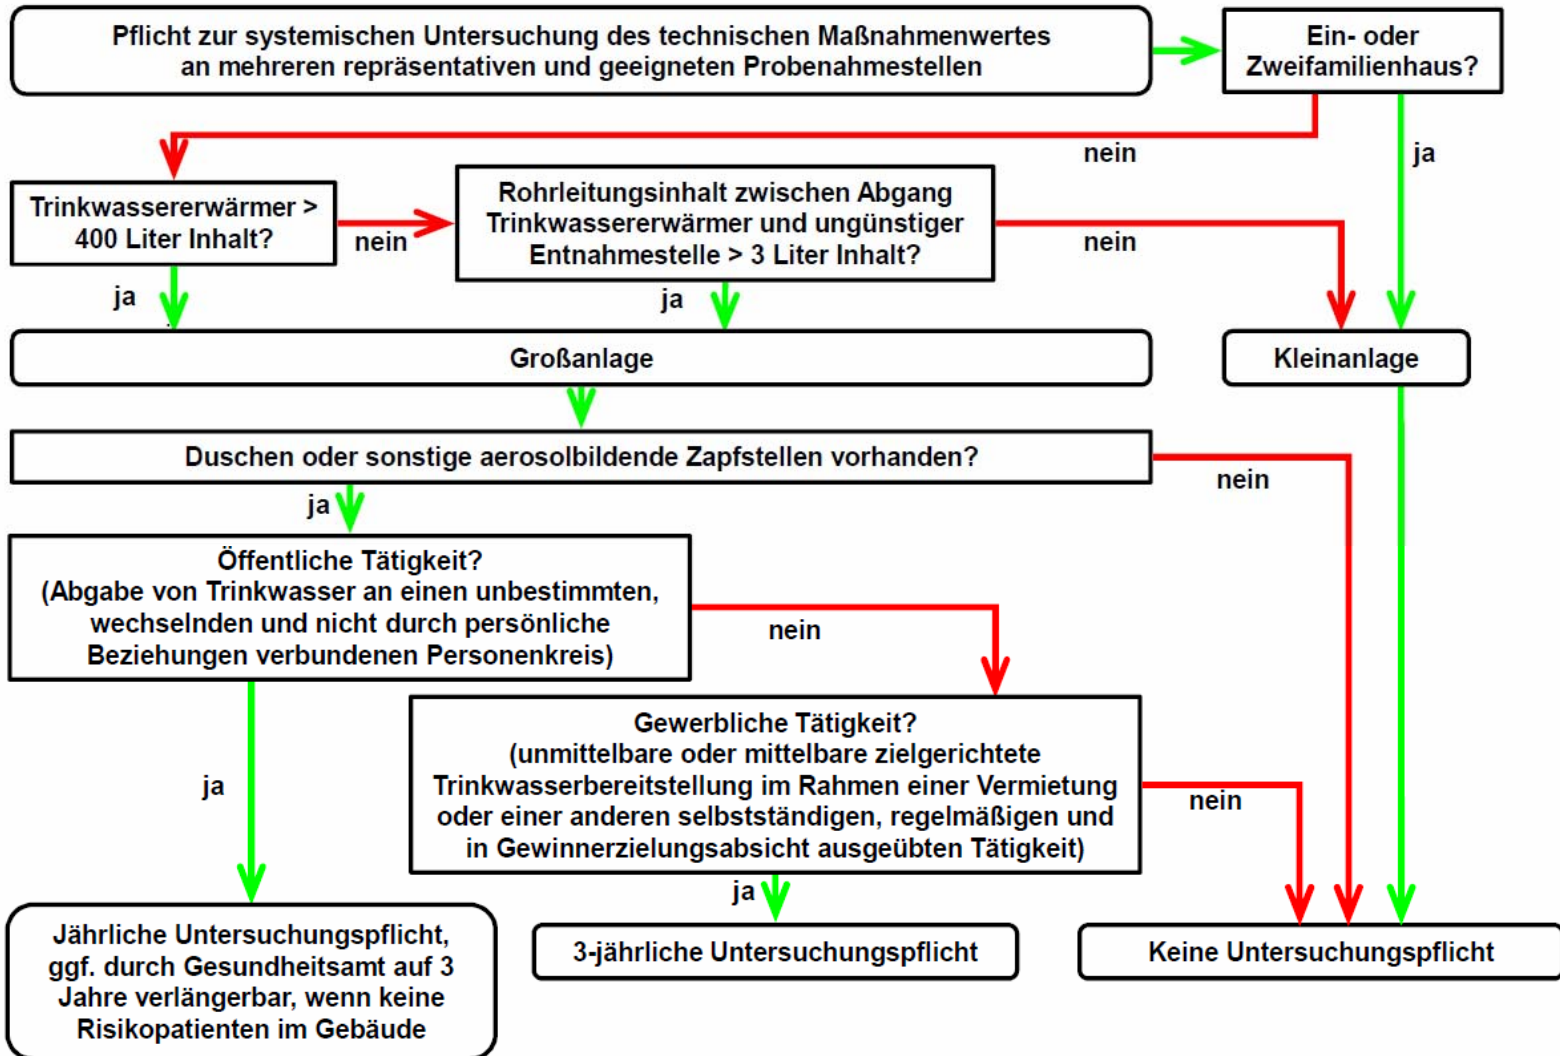 Pflicht zur systemischen Untersuchung des technischen Maßnahmenwertes
an mehreren repräsentativen und geeigneten Probenahmestellen
Ein- oder
Zweifamilienhaus?
nein
ja
Trinkwassererwärmer >
400 Liter Inhalt?
nein
Rohrleitungsinhalt zwischen Abgang
Trinkwassererwärmer und ungünstiger
Entnahmestelle > 3 Liter Inhalt?
nein
ja
ja
Großanlage
Kleinanlage
Duschen oder sonstige aerosolbildende Zapfstellen vorhanden?
nein
ja
Öffentliche Tätigkeit?
(Abgabe von Trinkwasser an einen unbestimmten,
wechselnden und nicht durch persönliche
Beziehungen verbundenen Personenkreis)
nein
ja
Gewerbliche Tätigkeit?
(unmittelbare oder mittelbare zielgerichtete
Trinkwasserbereitstellung im Rahmen einer Vermietung
oder einer anderen selbstständigen, regelmäßigen und
in Gewinnerzielungsabsicht ausgeübten Tätigkeit)
nein
ja
Jährliche Untersuchungspflicht,
ggf. durch Gesundheitsamt auf 3
Jahre verlängerbar, wenn keine
Risikopatienten im Gebäude
3-jährliche Untersuchungspflicht
Keine Untersuchungspflicht